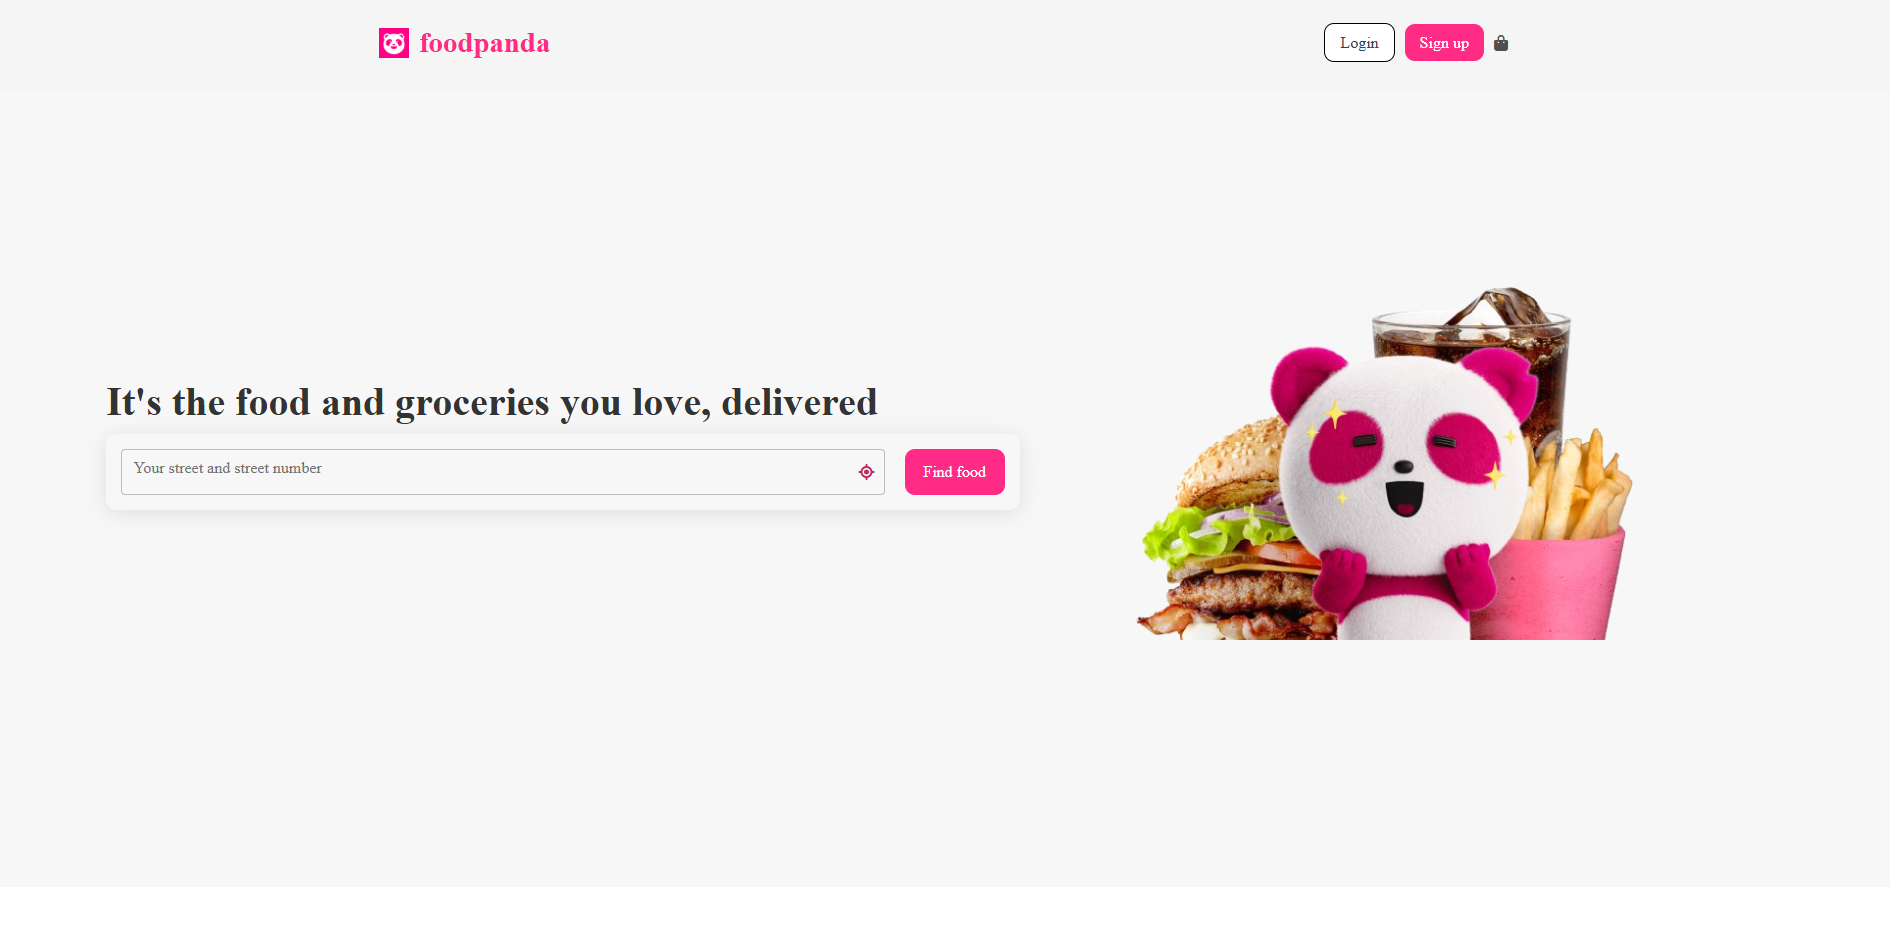 foodpanda
Login
Sign up
It's the food and groceries you love, delivered
Your street and street number
Find food